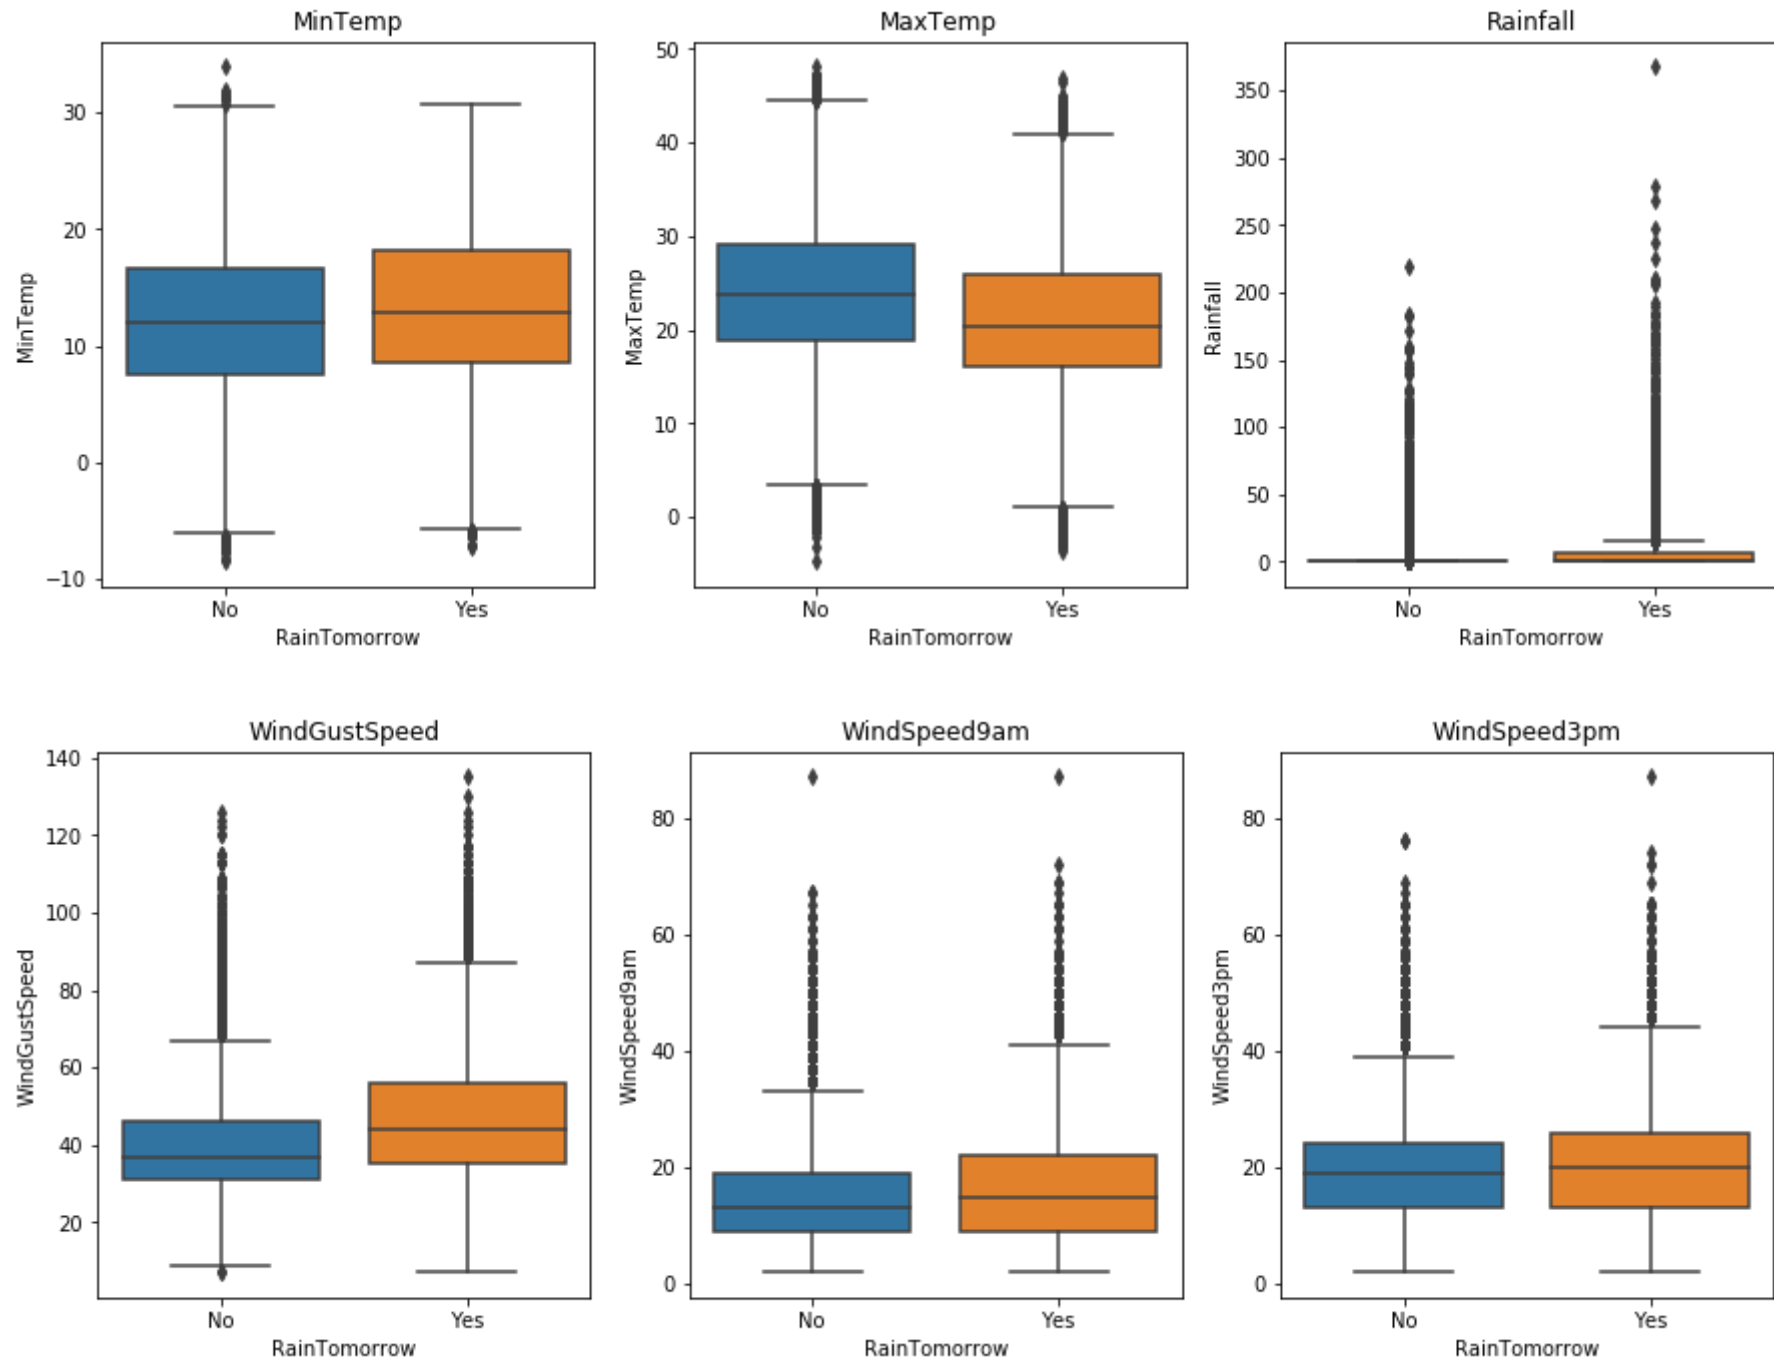 MinTemp
MaxTemp
Rainfall
MinTemp
30
20
10
0
−10
No
Yes
RainTomorrow
MaxTemp
50
40
30
20
10
0
No
Yes
RainTomorrow
Rainfall
350
300
250
200
150
100
50
0
No
Yes
RainTomorrow
WindGustSpeed
WindSpeed9am
WindSpeed3pm
WindGustSpeed
140
120
100
80
60
40
20
No
Yes
RainTomorrow
WindSpeed9am
80
60
40
20
0
No
Yes
RainTomorrow
WindSpeed3pm
80
60
40
20
0
No
Yes
RainTomorrow